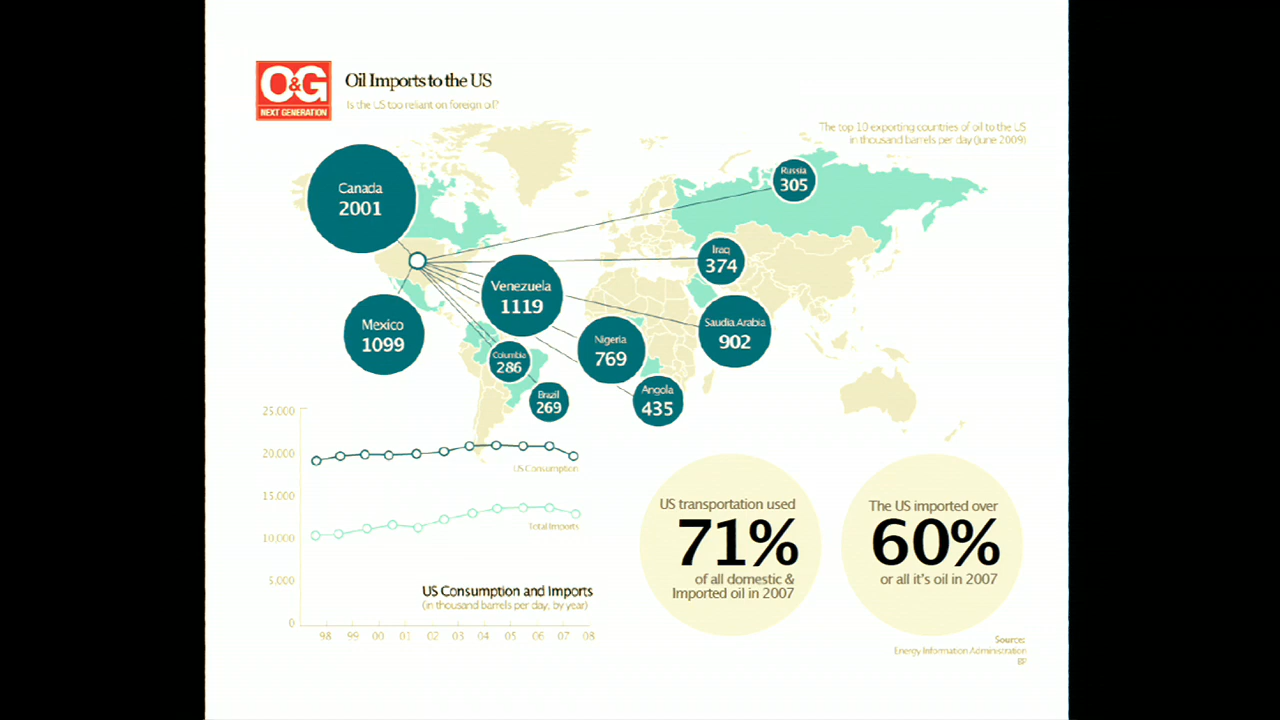 O&G
NEXT GENERATION
Oil Imports to the US
Is the US too reliant on foreign oil?
The top 10 exporting countries of oil to the US
in thousand barrels per day (June 2009)
Canada
2001
Russia
305
Iraq
374
Venezuela
1119
Mexico
1099
Saudia Arabia
902
Nigeria
769
Columbia
286
Brazil
269
Angola
435
25,000
20,000
15,000
10,000
5,000
0
US Consumption
Total Imports
US Consumption and Imports
(in thousand barrels per day, by year)
98 99 00 01 02 03 04 05 06 07 08
US transportation used
71%
of all domestic &
Imported oil in 2007
The US imported over
60%
or all it's oil in 2007
Source:
Energy Information Administration
BP